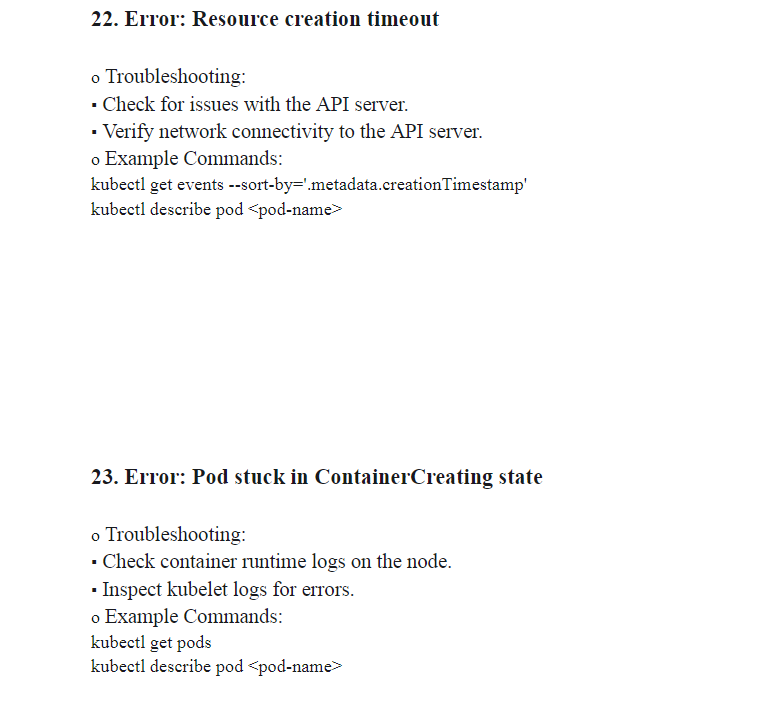 22. Error: Resource creation timeout
o Troubleshooting:
▪ Check for issues with the API server.
▪ Verify network connectivity to the API server.
o Example Commands:
kubectl get events --sort-by='.metadata.creationTimestamp'
kubectl describe pod <pod-name>
23. Error: Pod stuck in ContainerCreating state
o Troubleshooting:
▪ Check container runtime logs on the node.
▪ Inspect kubelet logs for errors.
o Example Commands:
kubectl get pods
kubectl describe pod <pod-name>